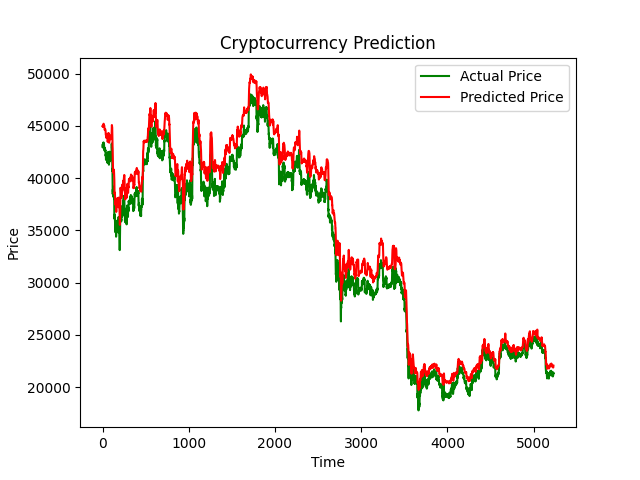 Cryptocurrency Prediction
Actual Price
Predicted Price
50000
45000
40000
35000
30000
25000
20000
Price
0 1000 2000 3000 4000 5000
Time